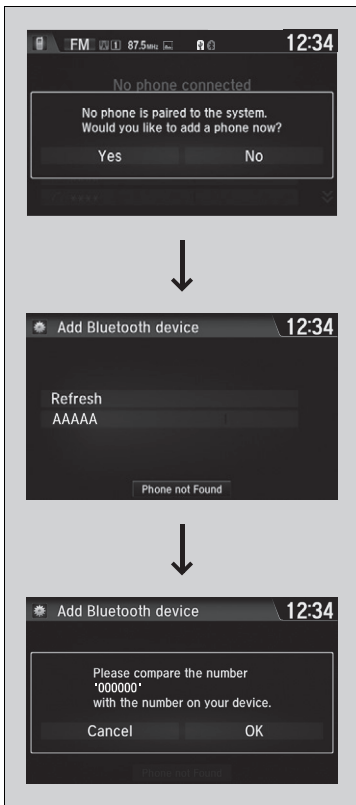 FM 87.5MHz 12:34
No phone connected
No phone is paired to the system.
Would you like to add a phone now?
Yes No
Add Bluetooth device 12:34
Refresh
AAAAA
Phone not Found
Add Bluetooth device 12:34
Please compare the number
"000000"
with the number on your device.
Cancel OK
Phone not Found